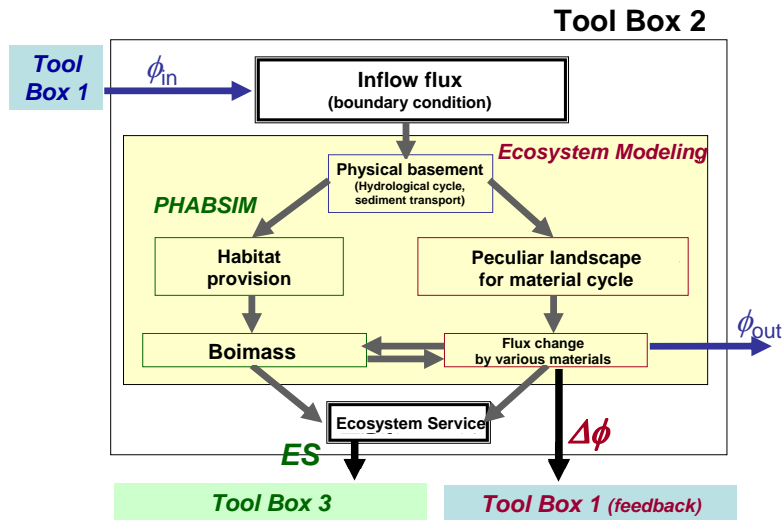 Tool Box 2
Tool
Box 1
ϕin
Inflow flux
(boundary condition)
Ecosystem Modeling
Physical basement
(Hydrological cycle,
sediment transport)
PHABSIM
Habitat
provision
Peculiar landscape
for material cycle
Boimass
Flux change
by various materials
ϕout
Ecosystem Service
ES
Δϕ
Tool Box 3
Tool Box 1 (feedback)